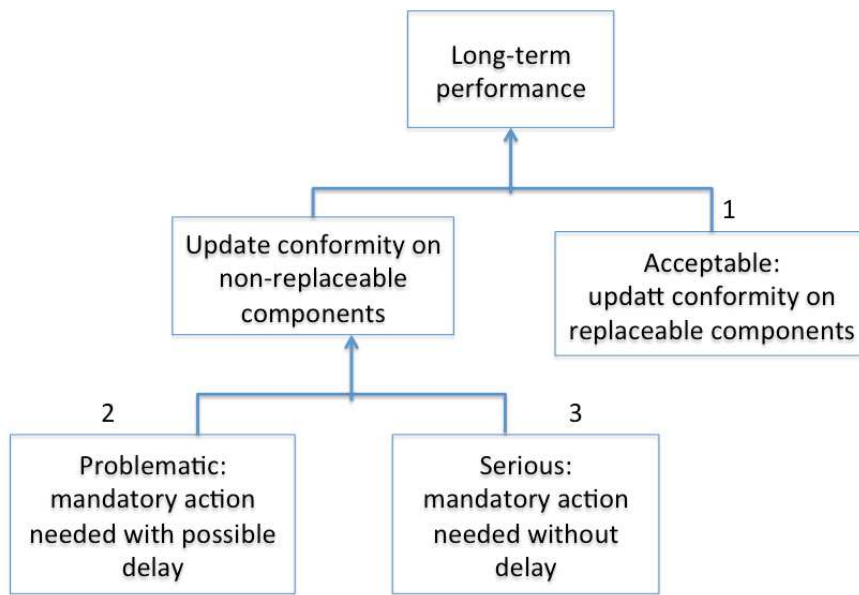 Long-term
performance
1
Update conformity on
non-replaceable
components
Acceptable:
updatt conformity on
replaceable components
2
3
Problematic:
mandatory action
needed with possible
delay
Serious:
mandatory action
needed without
delay